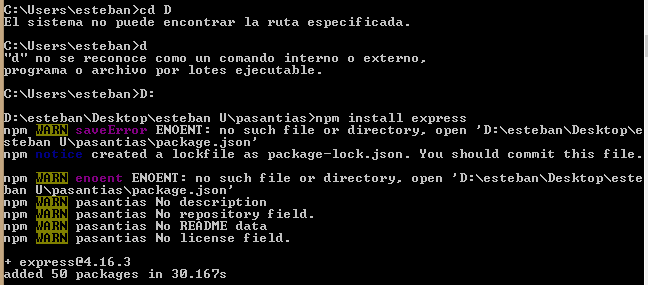 C:\Users\esteban>cd D
El sistema no puede encontrar la ruta especificada.
C:\Users\esteban>d
"d" no se reconoce como un comando interno o externo,
programa o archivo por lotes ejecutable.
C:\Users\esteban>D:
D:\esteban\Desktop\esteban U\pasantias>npm install express
npm WARN saveError ENOENT: no such file or directory, open 'D:\esteban\Desktop\e
steban U\pasantias\package.json'
npm notice created a lockfile as package-lock.json. You should commit this file.
npm WARN enoent ENOENT: no such file or directory, open 'D:\esteban\Desktop\este
ban U\pasantias\package.json'
npm WARN pasantias No description
npm WARN pasantias No repository field.
npm WARN pasantias No README data
npm WARN pasantias No license field.
+ express@4.16.3
added 50 packages in 30.167s